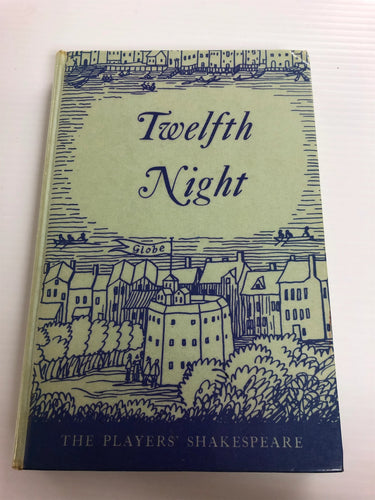 Twelfth
Night
Globe
THE PLAYERS' SHAKESPEARE